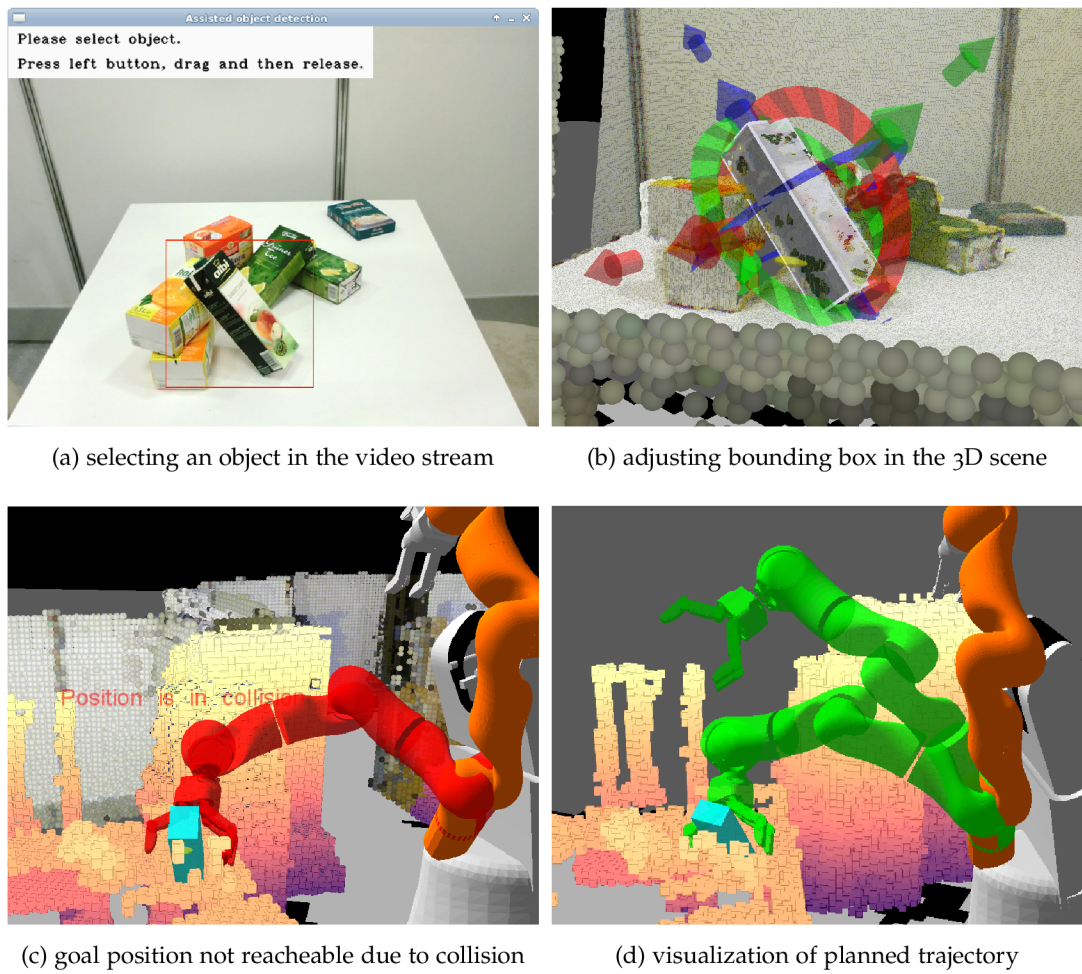 Assisted object detection
Please select object.
Press left button, drag and then release.
albi
(a) selecting an object in the video stream
(b) adjusting bounding box in the 3D scene
Position is in collision
(c) goal position not reacheable due to collision
(d) visualization of planned trajectory